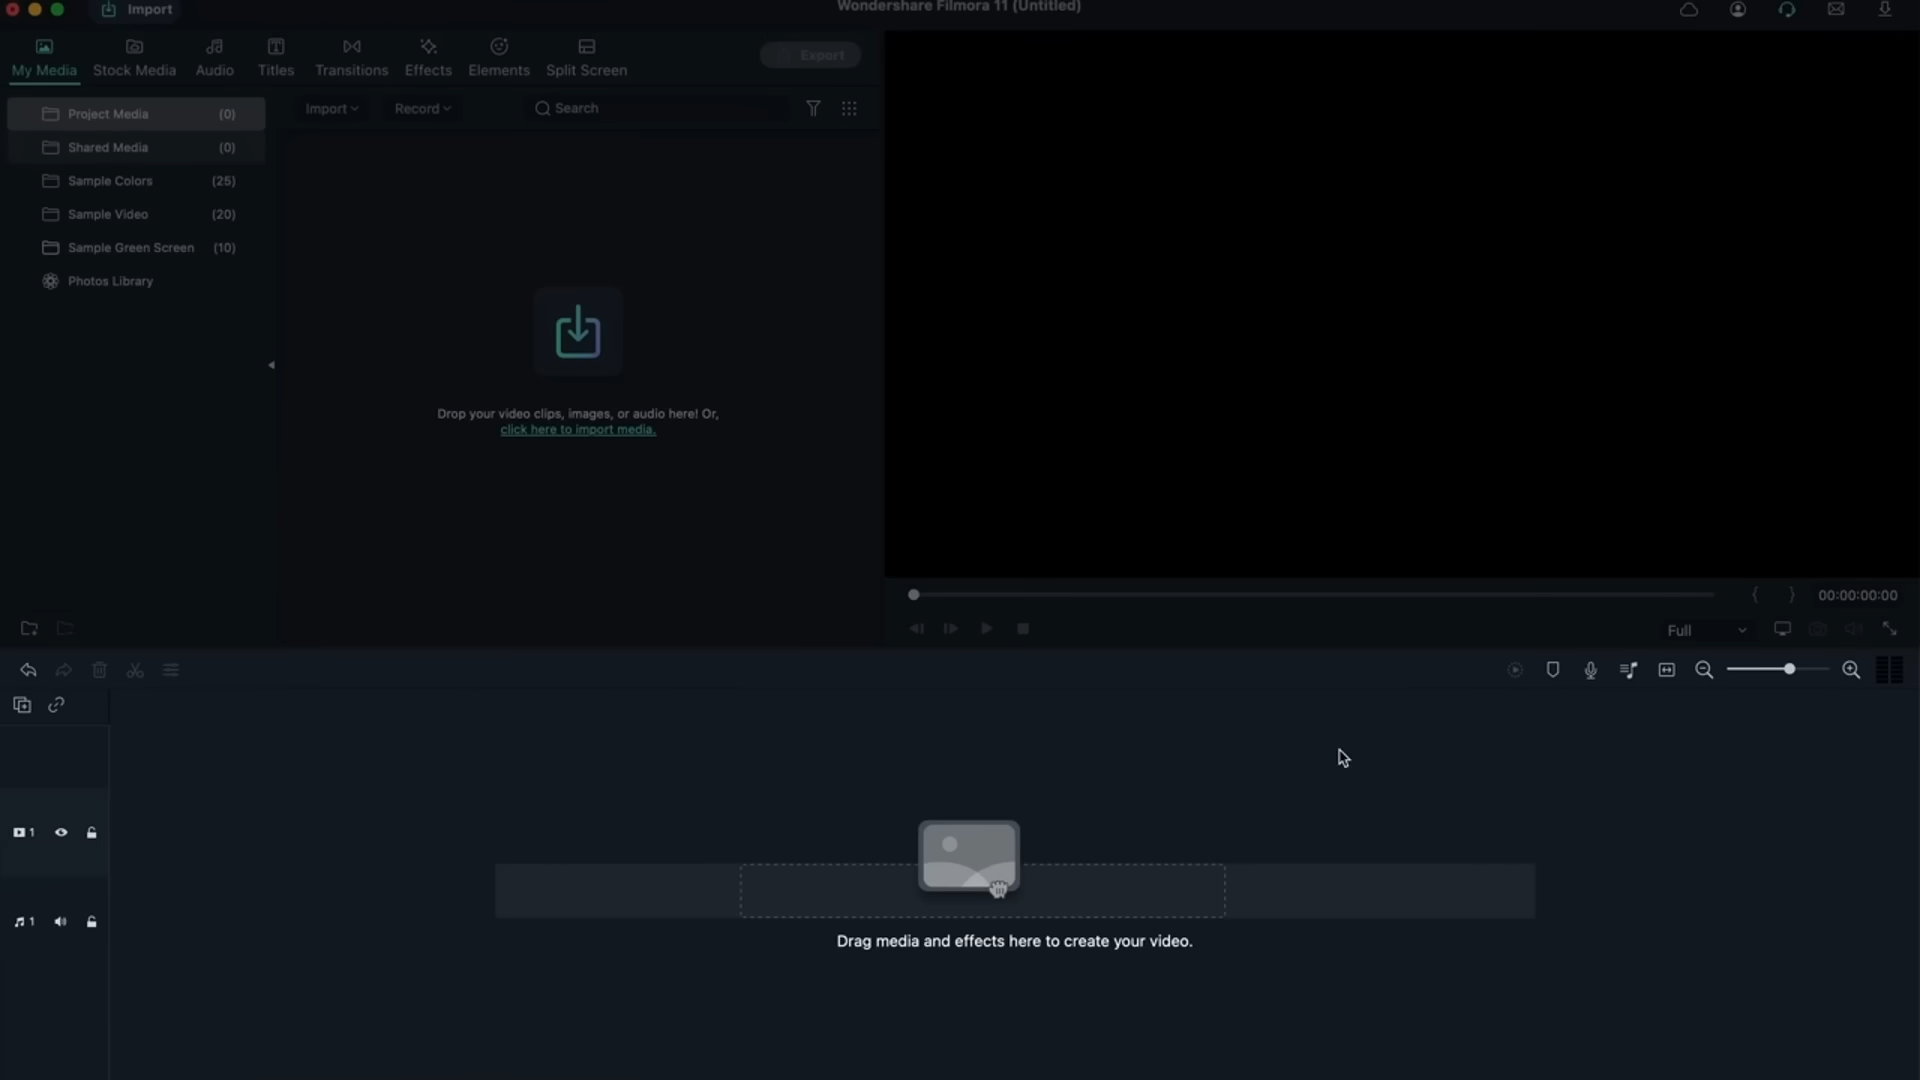 Import
Wondershare Filmora 11 (Untitled)
My Media
Stock Media
Audio
Titles
Transitions
Effects
Elements
Split Screen
Export
Project Media (0)
Shared Media (0)
Sample Colors (25)
Sample Video (20)
Sample Green Screen (10)
Photos Library
Import
Record
Search
Drop your video clips, images, or audio here! Or,
click here to import media.
{ } 00:00:00:00
Full
1
1
Drag media and effects here to create your video.